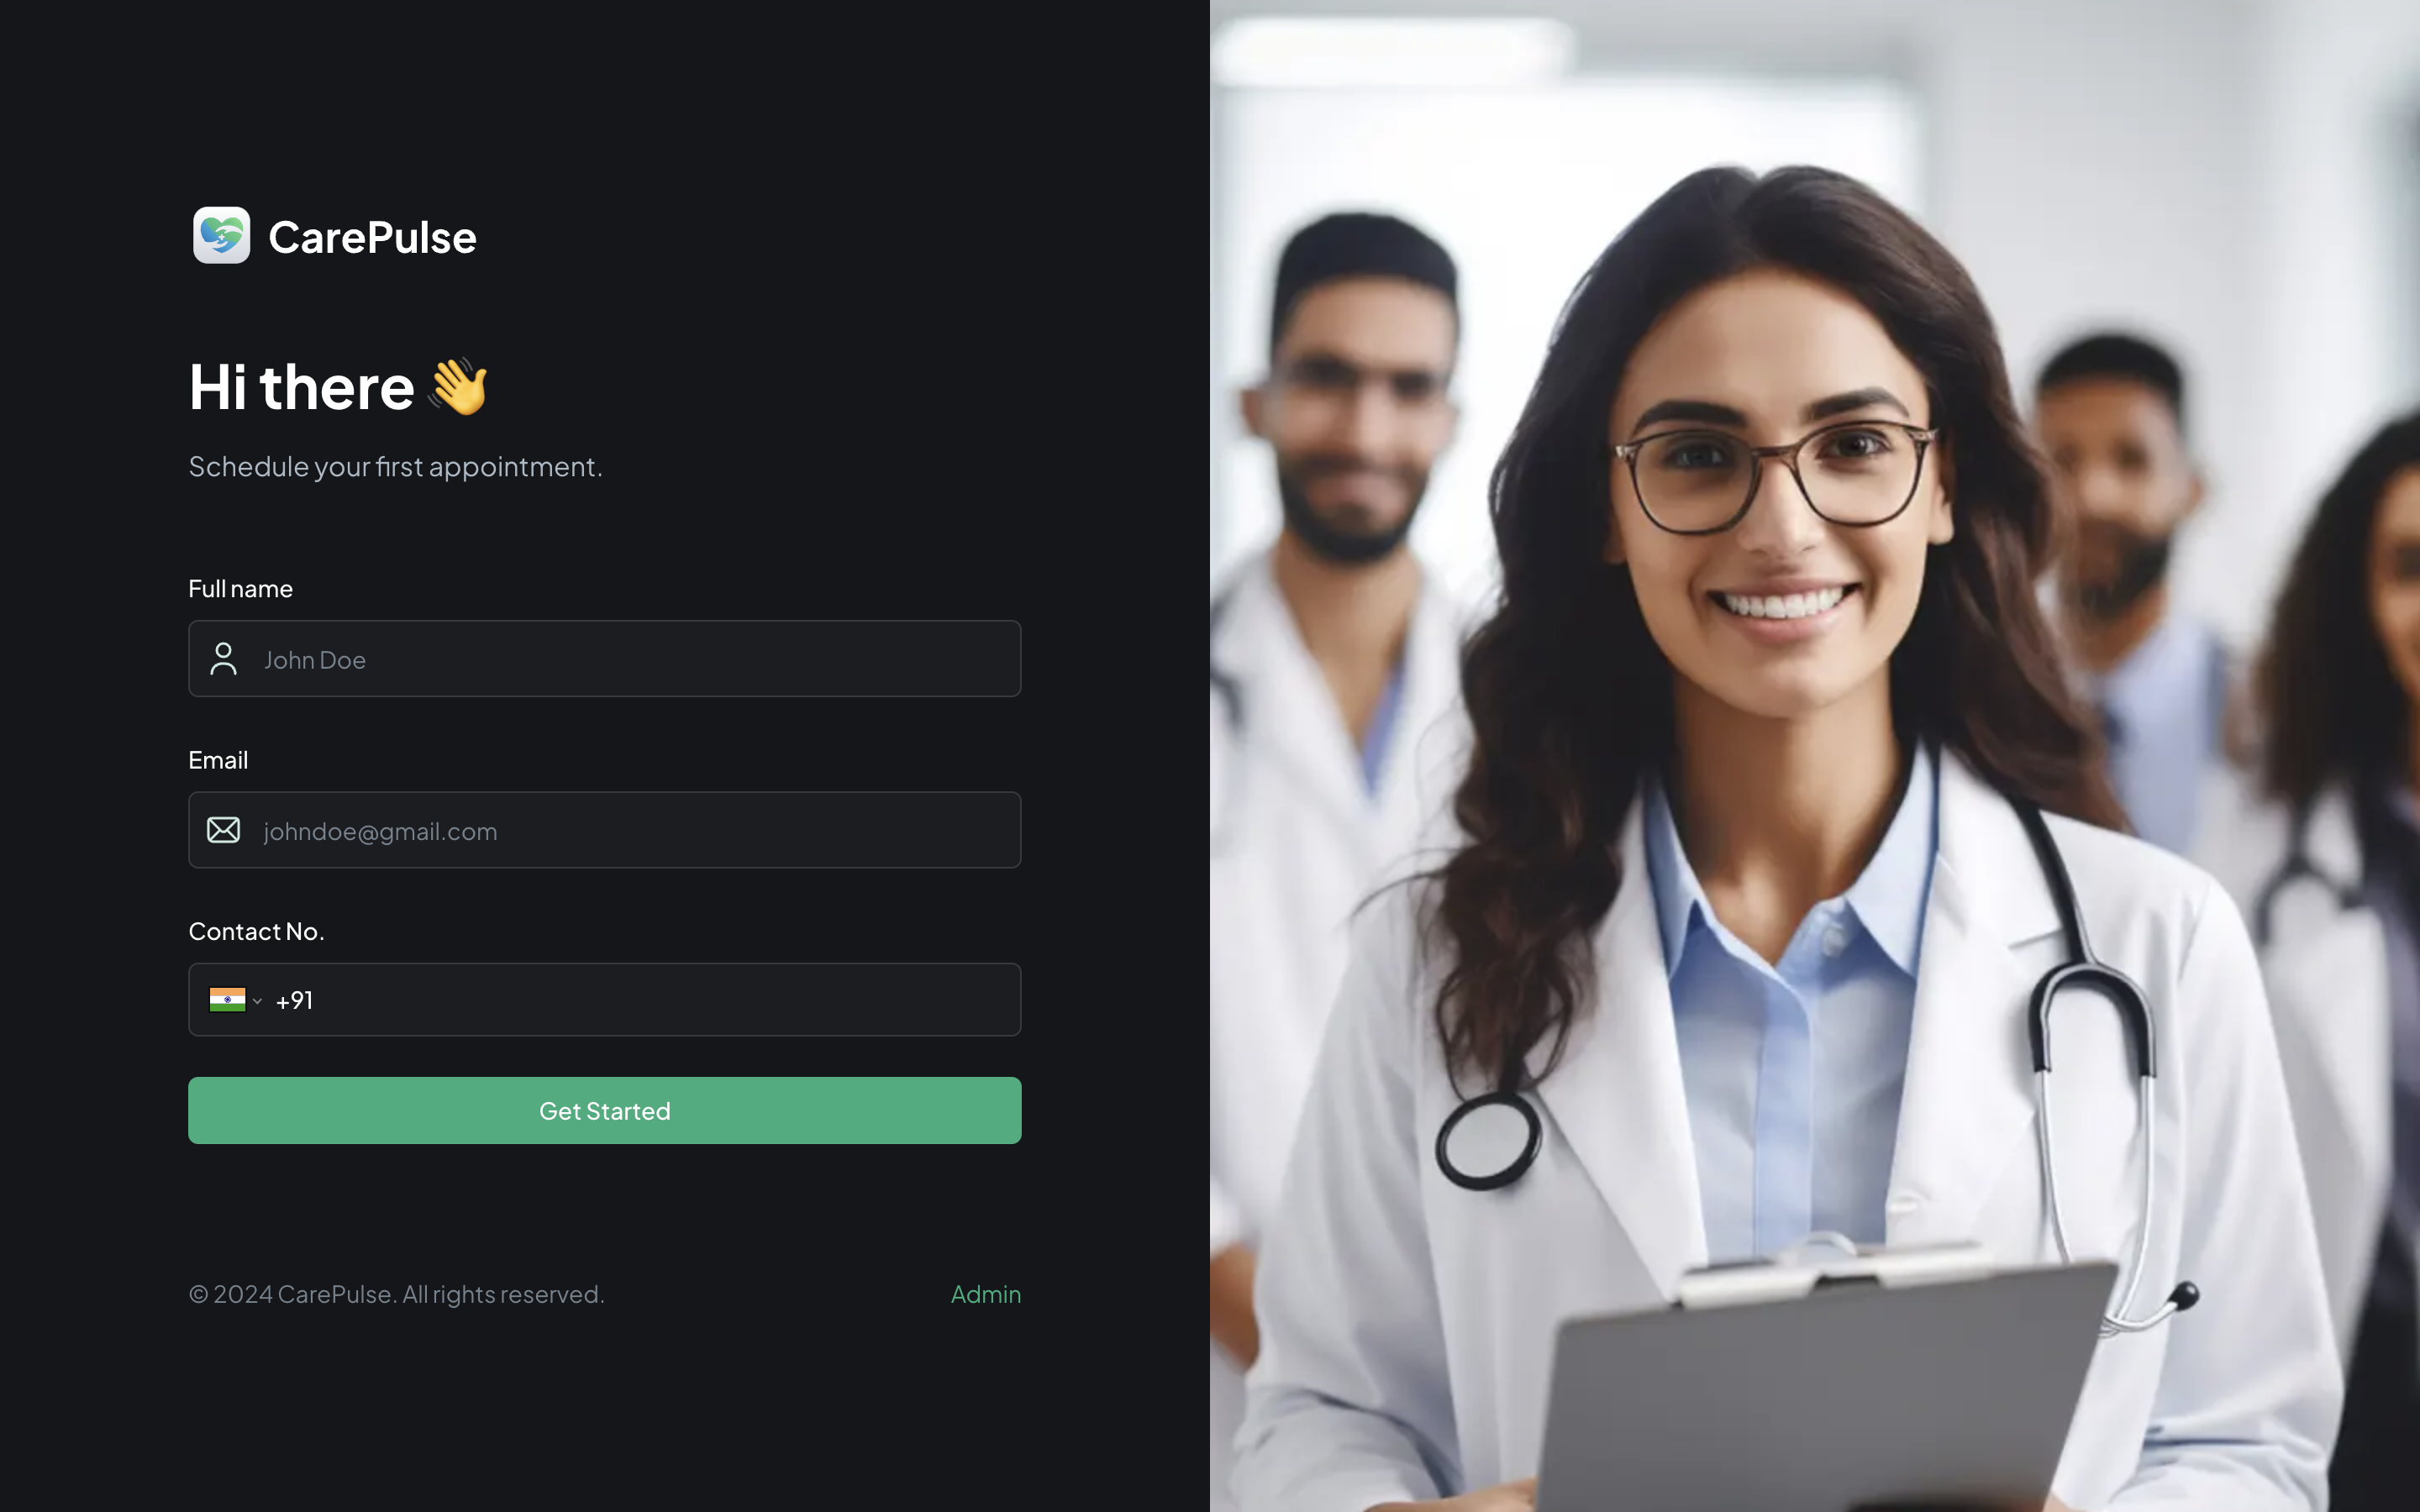 CarePulse
Hi there 👋
Schedule your first appointment.
Full name
John Doe
Email
johndoe@gmail.com
Contact No.
+91
Get Started
© 2024 CarePulse. All rights reserved.
Admin